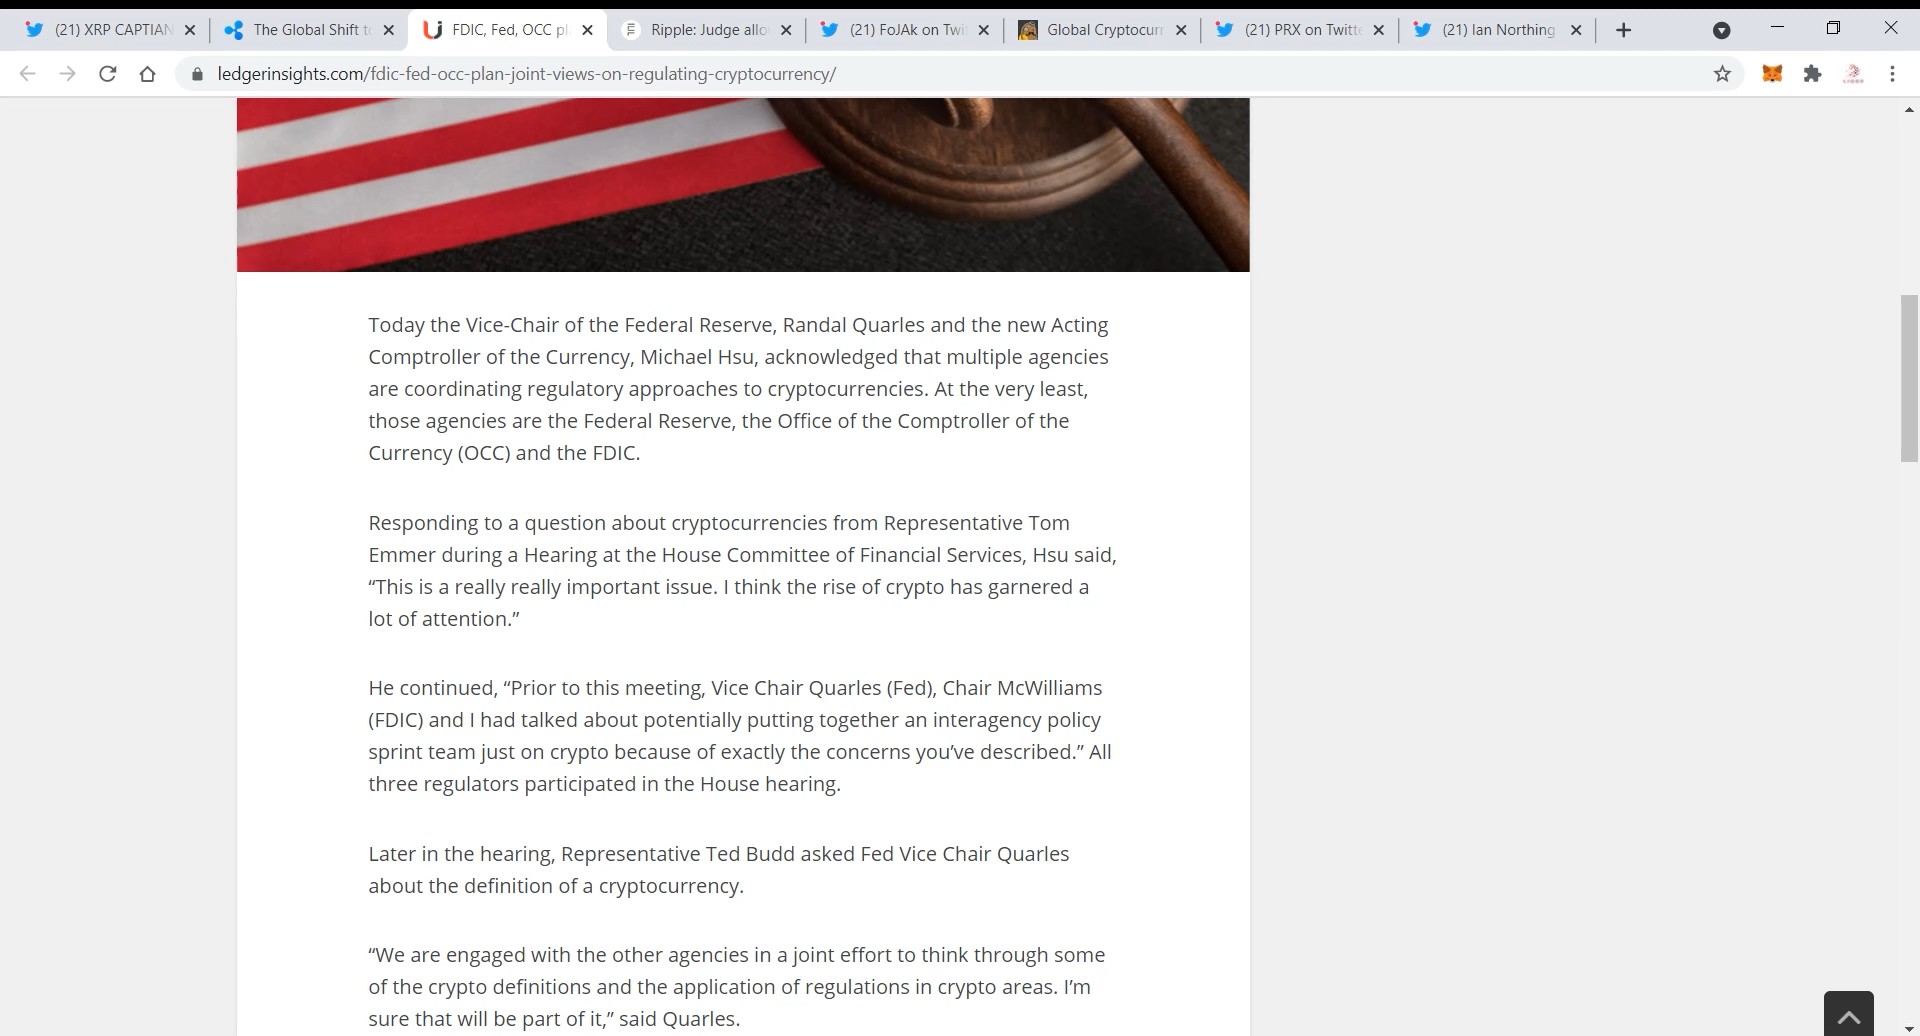 (21) XRP CAPTIAN
The Global Shift to
FDIC, Fed, OCC pl
Ripple: Judge allo
(21) FoJAk on Twi
Global Cryptocurr
(21) PRX on Twitte
(21) Ian Northing
ledgerinsights.com/fdic-fed-occ-plan-joint-views-on-regulating-cryptocurrency/
Today the Vice-Chair of the Federal Reserve, Randal Quarles and the new Acting
Comptroller of the Currency, Michael Hsu, acknowledged that multiple agencies
are coordinating regulatory approaches to cryptocurrencies. At the very least,
those agencies are the Federal Reserve, the Office of the Comptroller of the
Currency (OCC) and the FDIC.
Responding to a question about cryptocurrencies from Representative Tom
Emmer during a Hearing at the House Committee of Financial Services, Hsu said,
“This is a really really important issue. I think the rise of crypto has garnered a
lot of attention.”
He continued, “Prior to this meeting, Vice Chair Quarles (Fed), Chair McWilliams
(FDIC) and I had talked about potentially putting together an interagency policy
sprint team just on crypto because of exactly the concerns you’ve described.” All
three regulators participated in the House hearing.
Later in the hearing, Representative Ted Budd asked Fed Vice Chair Quarles
about the definition of a cryptocurrency.
“We are engaged with the other agencies in a joint effort to think through some
of the crypto definitions and the application of regulations in crypto areas. I’m
sure that will be part of it,” said Quarles.